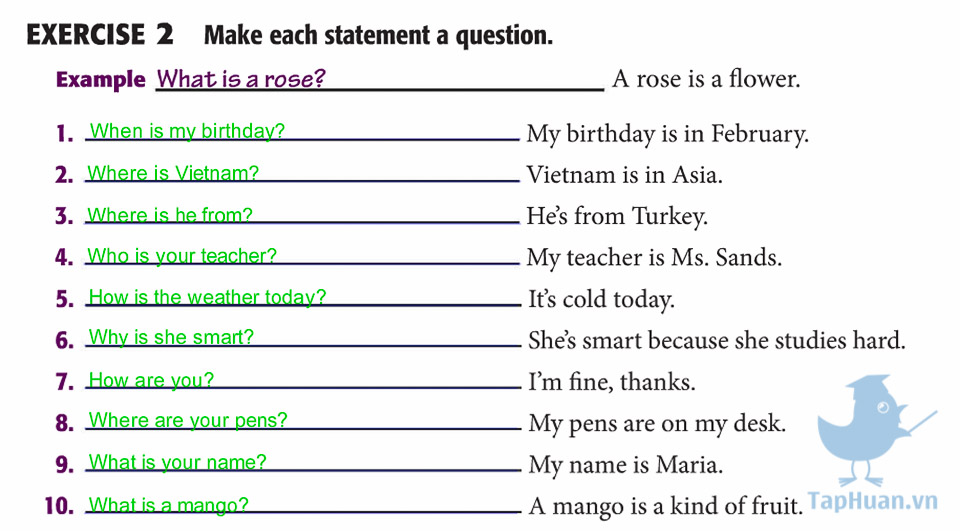 EXERCISE 2 Make each statement a question.
Example What is a rose? A rose is a flower.
1. When is my birthday? My birthday is in February.
2. Where is Vietnam? Vietnam is in Asia.
3. Where is he from? He's from Turkey.
4. Who is your teacher? My teacher is Ms. Sands.
5. How is the weather today? It's cold today.
6. Why is she smart? She's smart because she studies hard.
7. How are you? I'm fine, thanks.
8. Where are your pens? My pens are on my desk.
9. What is your name? My name is Maria.
10. What is a mango? A mango is a kind of fruit.
TapHuan.vn